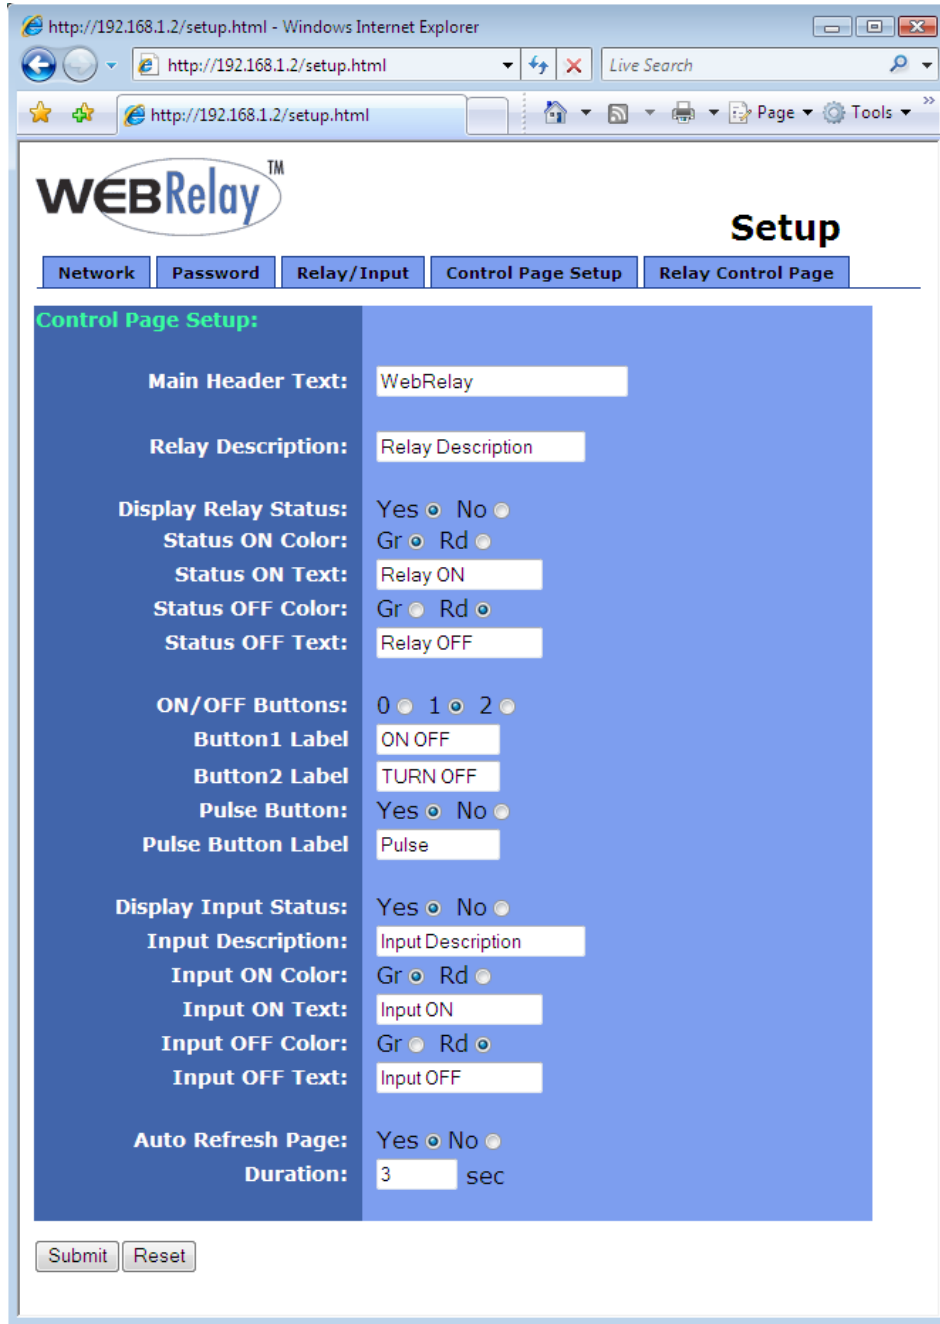 http://192.168.1.2/setup.html - Windows Internet Explorer
http://192.168.1.2/setup.html Live Search
http://192.168.1.2/setup.html Page Tools »
WEBRelay™
Setup
Network Password Relay/Input Control Page Setup Relay Control Page
Control Page Setup:
Main Header Text: WebRelay
Relay Description: Relay Description
Display Relay Status: Yes No
Status ON Color: Gr Rd
Status ON Text: Relay ON
Status OFF Color: Gr Rd
Status OFF Text: Relay OFF
ON/OFF Buttons: 0 1 2
Button1 Label ON OFF
Button2 Label TURN OFF
Pulse Button: Yes No
Pulse Button Label Pulse
Display Input Status: Yes No
Input Description: Input Description
Input ON Color: Gr Rd
Input ON Text: Input ON
Input OFF Color: Gr Rd
Input OFF Text: Input OFF
Auto Refresh Page: Yes No
Duration: 3 sec
Submit Reset